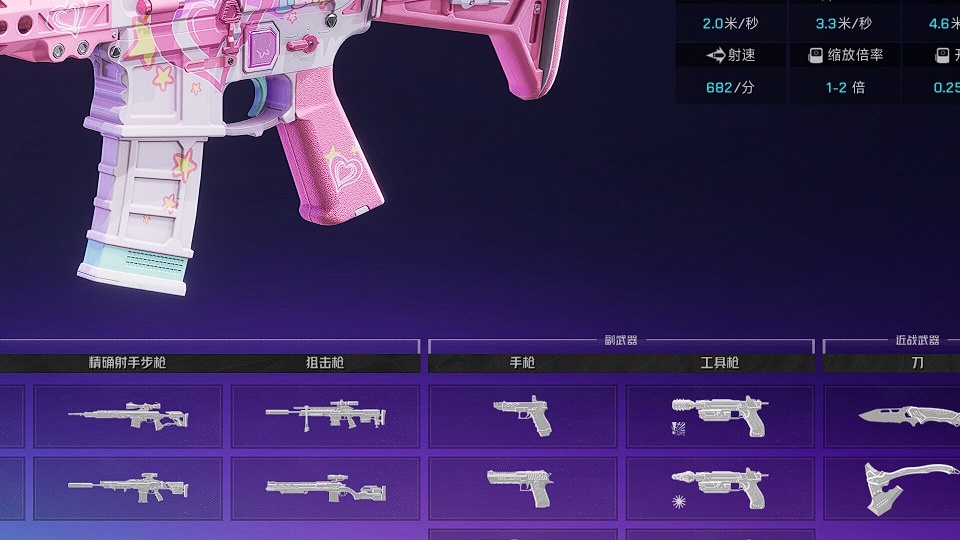 2.0米/秒
3.3米/秒
4.6米
射速
缩放倍率
开
682/分
1-2 倍
0.25
副武器
近战武器
精确射手步枪
狙击枪
手枪
工具枪
刀